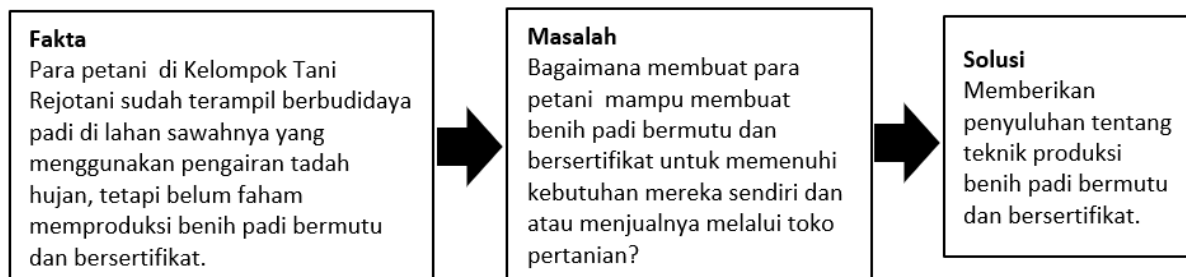 Fakta
Para petani di Kelompok Tani
Rejotani sudah terampil berbudidaya
padi di lahan sawahnya yang
menggunakan pengairan tadah
hujan, tetapi belum faham
memproduksi benih padi bermutu
dan bersertifikat.
Masalah
Bagaimana membuat para
petani mampu membuat
benih padi bermutu dan
bersertifikat untuk memenuhi
kebutuhan mereka sendiri dan
atau menjualnya melalui toko
pertanian?
Solusi
Memberikan
penyuluhan tentang
teknik produksi
benih padi bermutu
dan bersertifikat.